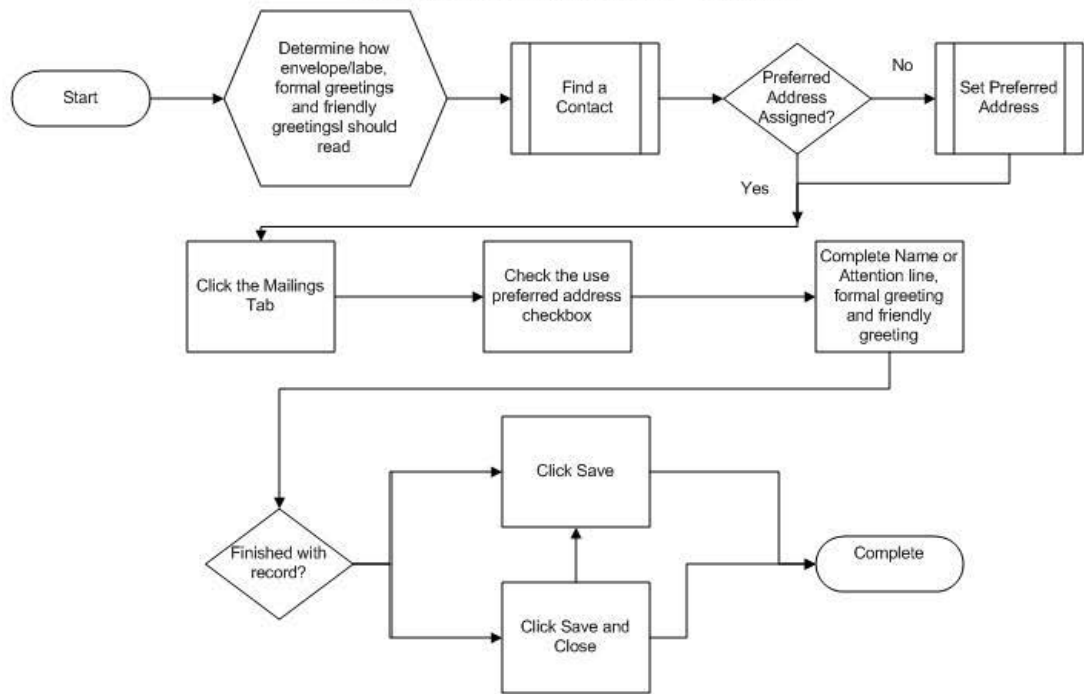 Start
Determine how
envelope/labe,
formal greetings
and friendly
greetingsl should
read
Find a
Contact
Preferred
Address
Assigned?
No
Set Preferred
Address
Yes
Click the Mailings
Tab
Check the use
preferred address
checkbox
Complete Name or
Attention line,
formal greeting
and friendly
greeting
Click Save
Finished with
record?
Complete
Click Save and
Close